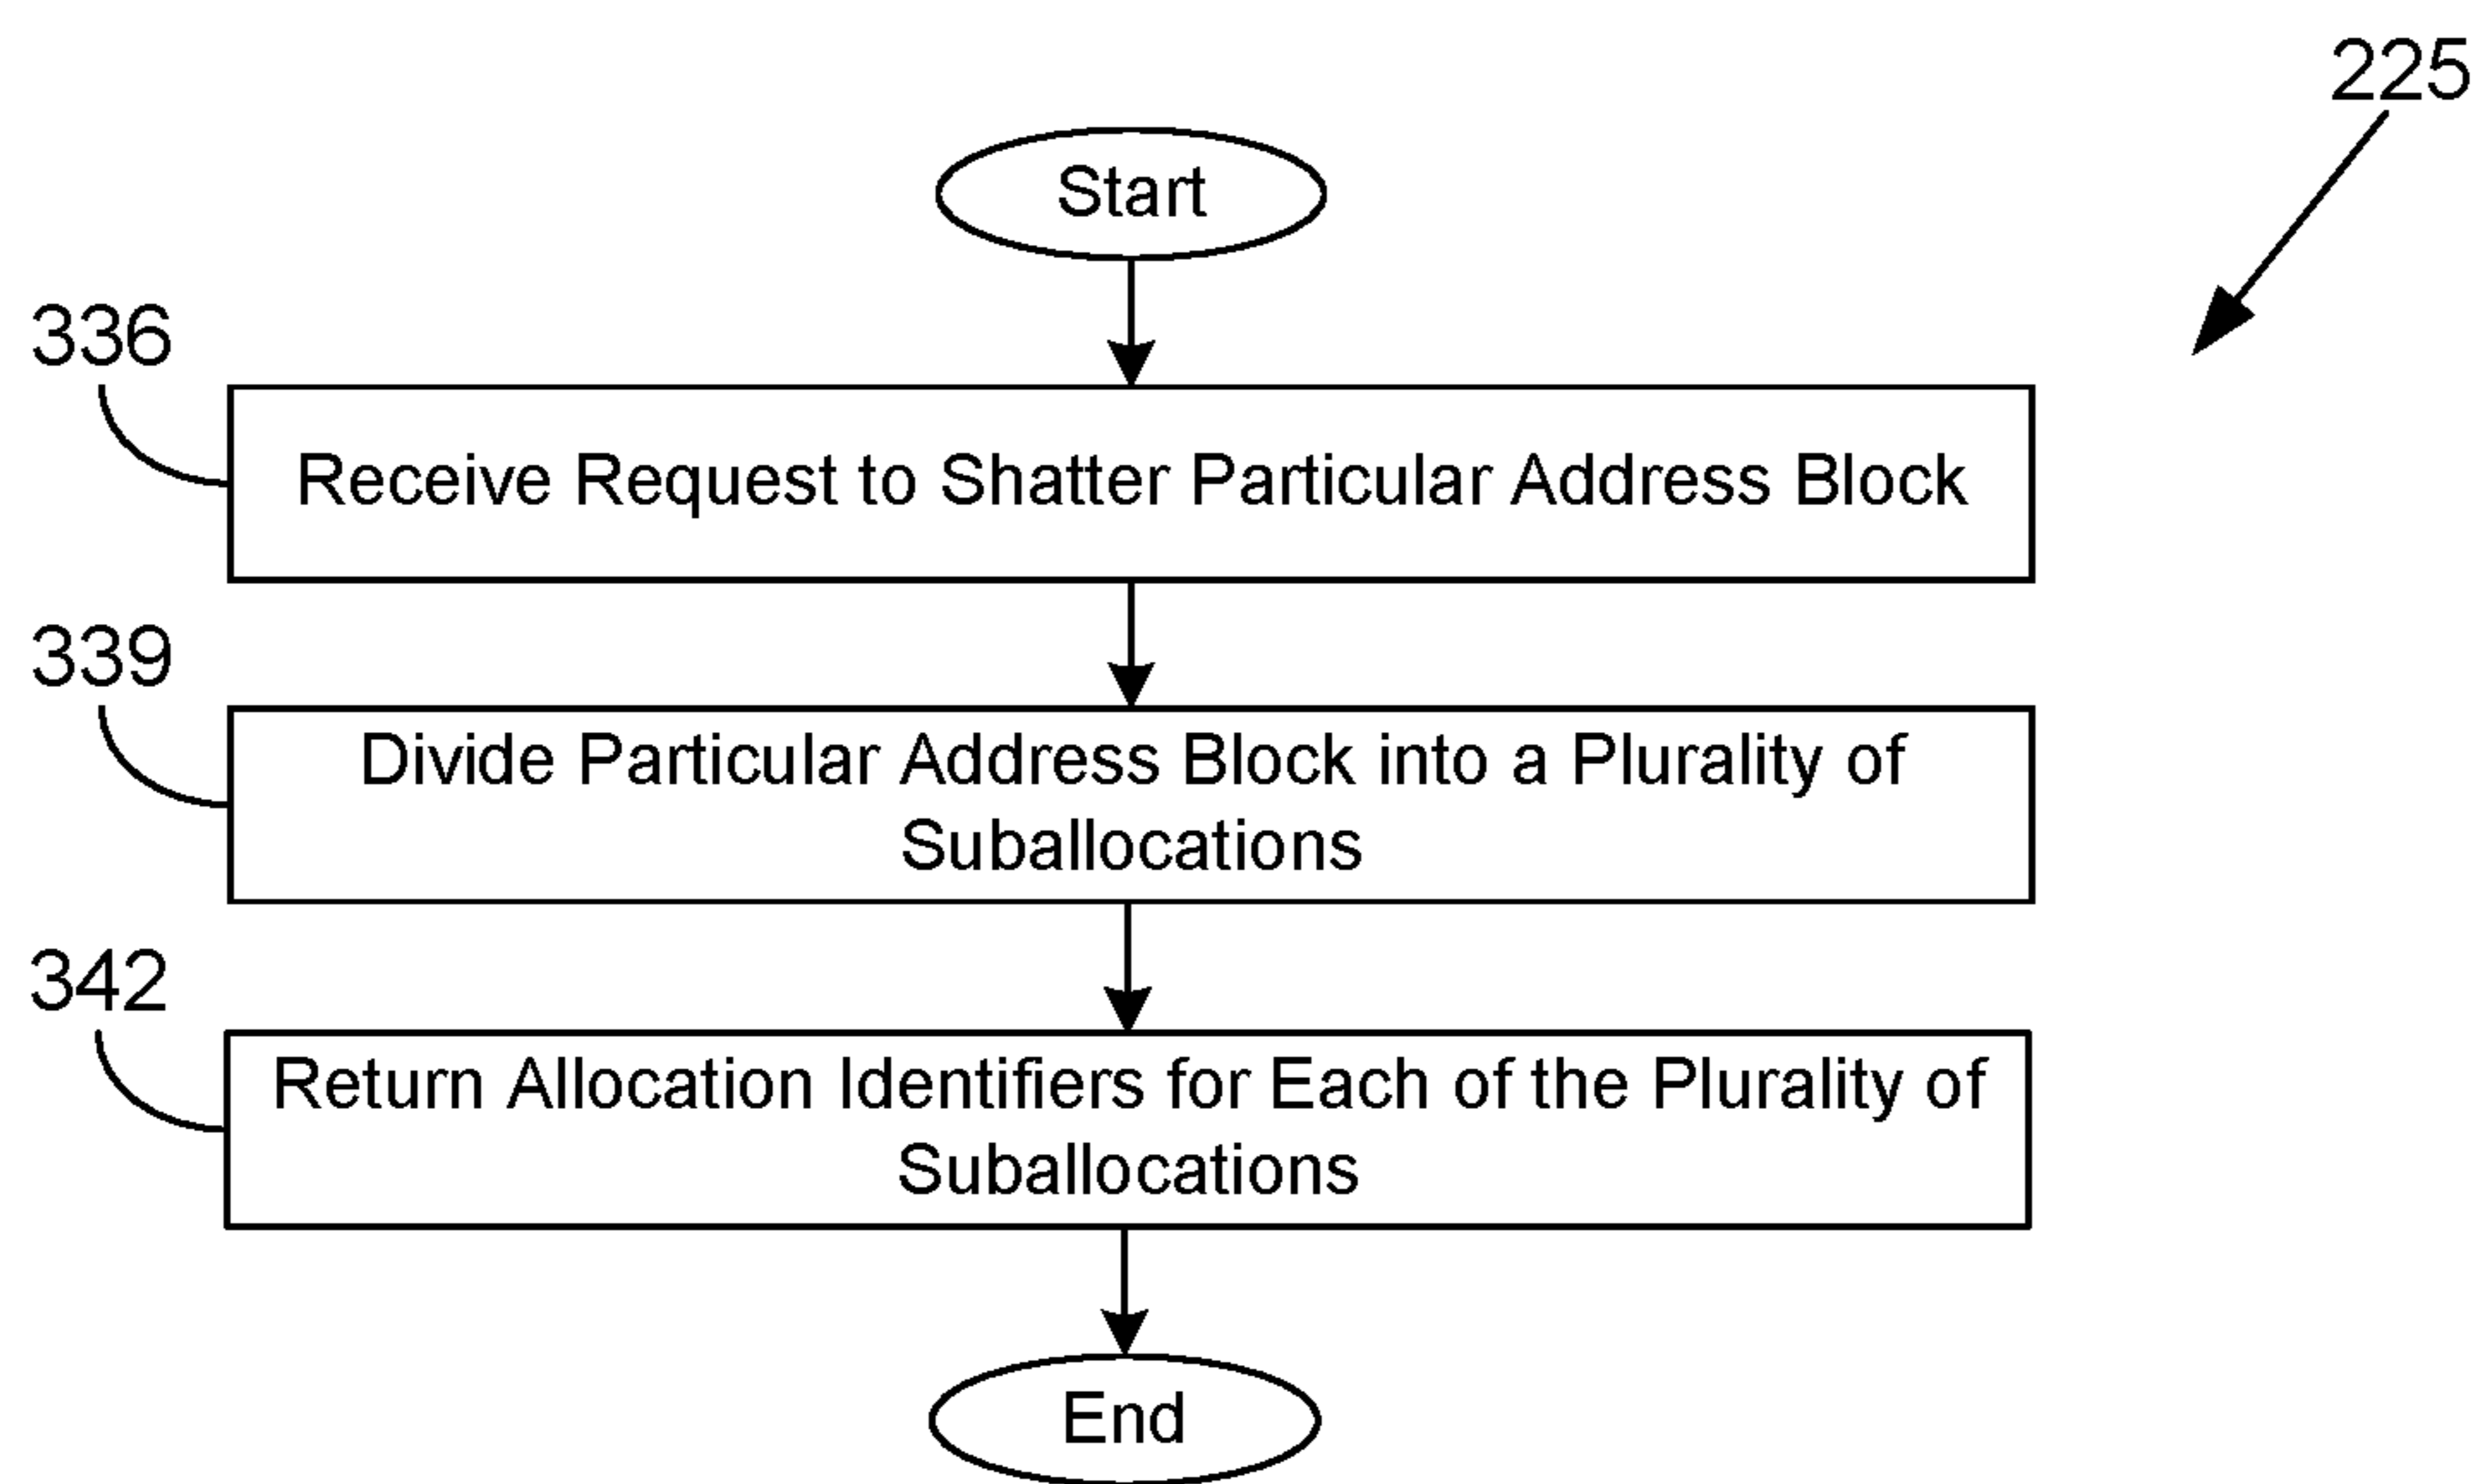 225
Start
336
Receive Request to Shatter Particular Address Block
339
Divide Particular Address Block into a Plurality of
Suballocations
342
Return Allocation Identifiers for Each of the Plurality of
Suballocations
End